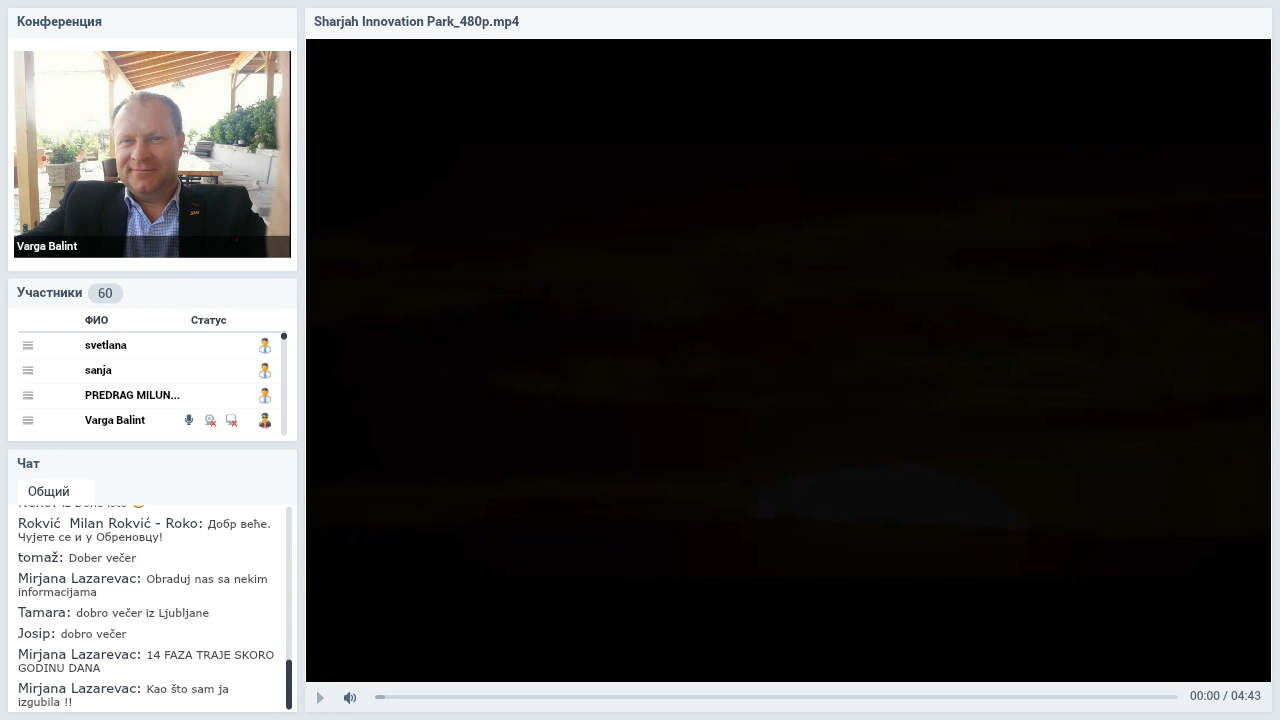 Конференция
Varga Balint
Участники 60
ФИО Статус
svetlana
sanja
PREDRAG MILUN...
Varga Balint
Чат
Общий
Rokvić Milan Rokvić - Roko: Добр веће.
Чујете се и у Обреновцу!
tomaž: Dober večer
Mirjana Lazarevac: Obraduj nas sa nekim
informacijama
Tamara: dobro večer iz Ljubljane
Josip: dobro večer
Mirjana Lazarevac: 14 FAZA TRAJE SKORO
GODINU DANA
Mirjana Lazarevac: Kao što sam ja
izgubila !!
Sharjah Innovation Park_480p.mp4
00:00 / 04:43